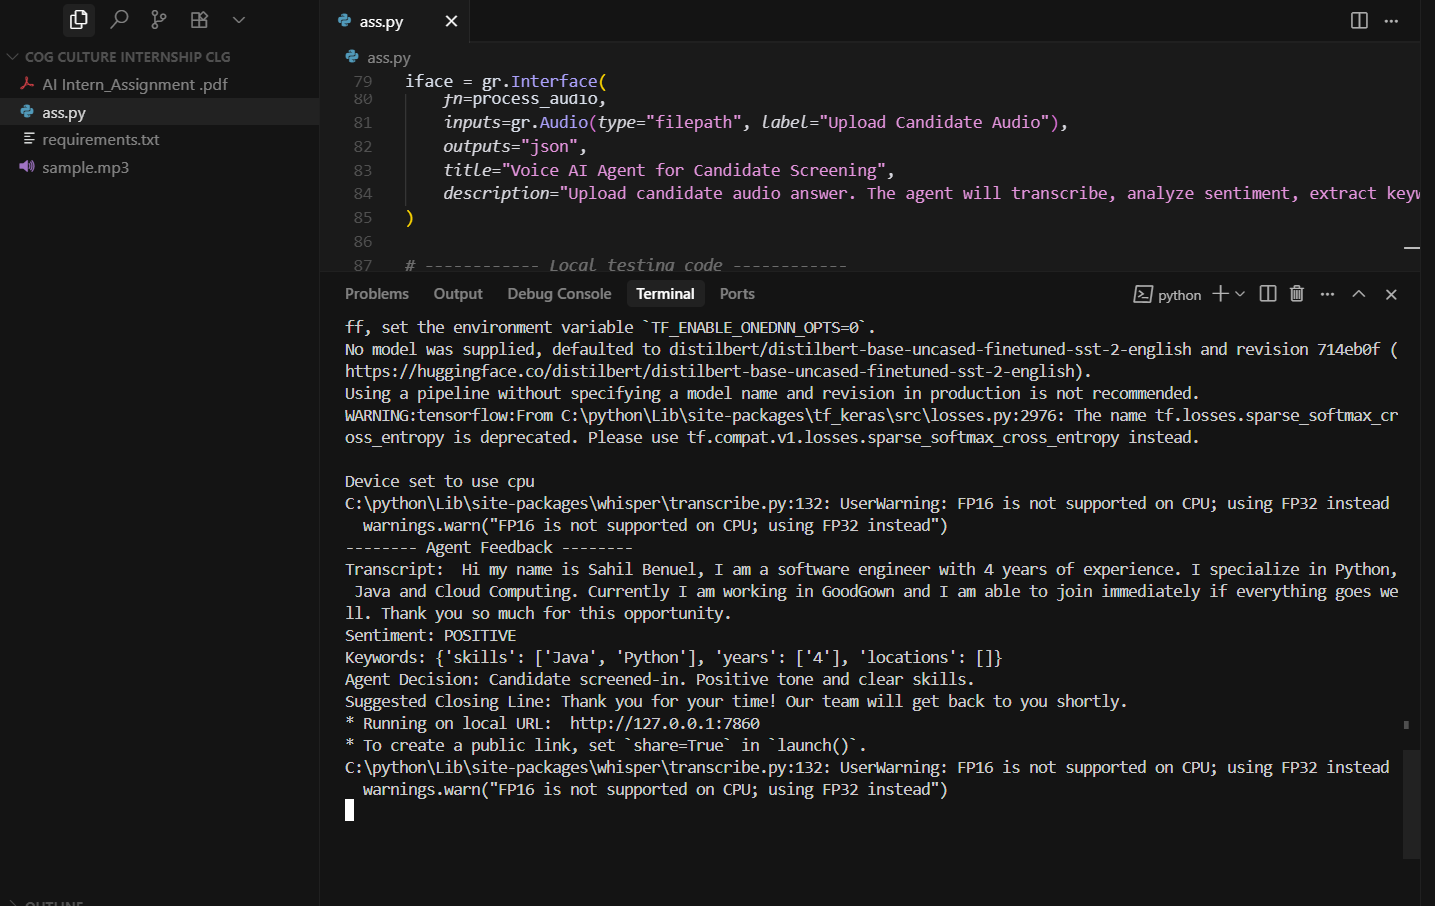 ass.py
COG CULTURE INTERNSHIP CLG
AI Intern_Assignment .pdf
ass.py
requirements.txt
sample.mp3
ass.py
79 iface = gr.Interface(
80 fn=process_audio,
81 inputs=gr.Audio(type="filepath", label="Upload Candidate Audio"),
82 outputs="json",
83 title="Voice AI Agent for Candidate Screening",
84 description="Upload candidate audio answer. The agent will transcribe, analyze sentiment, extract keyw
85 )
86
87 # ------------ Local testing code ------------
Problems Output Debug Console Terminal Ports
python
ff, set the environment variable `TF_ENABLE_ONEDNN_OPTS=0`.
No model was supplied, defaulted to distilbert/distilbert-base-uncased-finetuned-sst-2-english and revision 714eb0f (
https://huggingface.co/distilbert/distilbert-base-uncased-finetuned-sst-2-english).
Using a pipeline without specifying a model name and revision in production is not recommended.
WARNING:tensorflow:From C:\python\Lib\site-packages\tf_keras\src\losses.py:2976: The name tf.losses.sparse_softmax_cr
oss_entropy is deprecated. Please use tf.compat.v1.losses.sparse_softmax_cross_entropy instead.
Device set to use cpu
C:\python\Lib\site-packages\whisper\transcribe.py:132: UserWarning: FP16 is not supported on CPU; using FP32 instead
warnings.warn("FP16 is not supported on CPU; using FP32 instead")
-------- Agent Feedback --------
Transcript:  Hi my name is Sahil Benuel, I am a software engineer with 4 years of experience. I specialize in Python,
Java and Cloud Computing. Currently I am working in GoodGown and I am able to join immediately if everything goes we
ll. Thank you so much for this opportunity.
Sentiment: POSITIVE
Keywords: {'skills': ['Java', 'Python'], 'years': ['4'], 'locations': []}
Agent Decision: Candidate screened-in. Positive tone and clear skills.
Suggested Closing Line: Thank you for your time! Our team will get back to you shortly.
* Running on local URL:  http://127.0.0.1:7860
* To create a public link, set `share=True` in `launch()`.
C:\python\Lib\site-packages\whisper\transcribe.py:132: UserWarning: FP16 is not supported on CPU; using FP32 instead
warnings.warn("FP16 is not supported on CPU; using FP32 instead")
OUTLINE